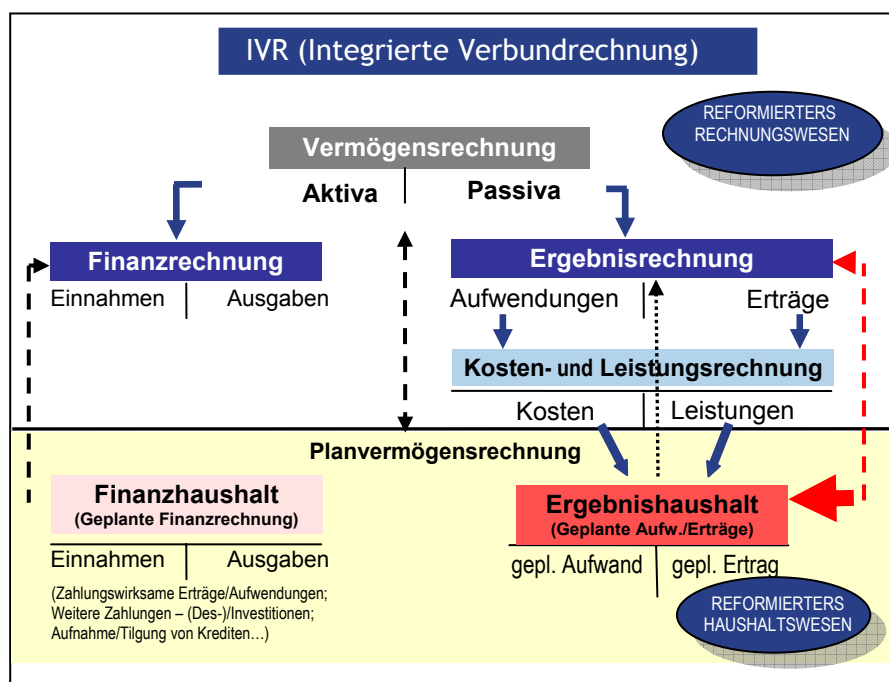 IVR (Integrierte Verbundrechnung)
REFORMIERTERS
RECHNUNGSWESEN
Vermögensrechnung
Aktiva
Passiva
Finanzrechnung
Einnahmen
Ausgaben
Ergebnisrechnung
Aufwendungen
Erträge
Kosten- und Leistungsrechnung
Kosten
Leistungen
Planvermögensrechnung
Finanzhaushalt
(Geplante Finanzrechnung)
Einnahmen
Ausgaben
(Zahlungswirksame Erträge/Aufwendungen;
Weitere Zahlungen – (Des-)/Investitionen;
Aufnahme/Tilgung von Krediten…)
Ergebnishaushalt
(Geplante Aufw./Erträge)
gepl. Aufwand
gepl. Ertrag
REFORMIERTERS
HAUSHALTSWESEN